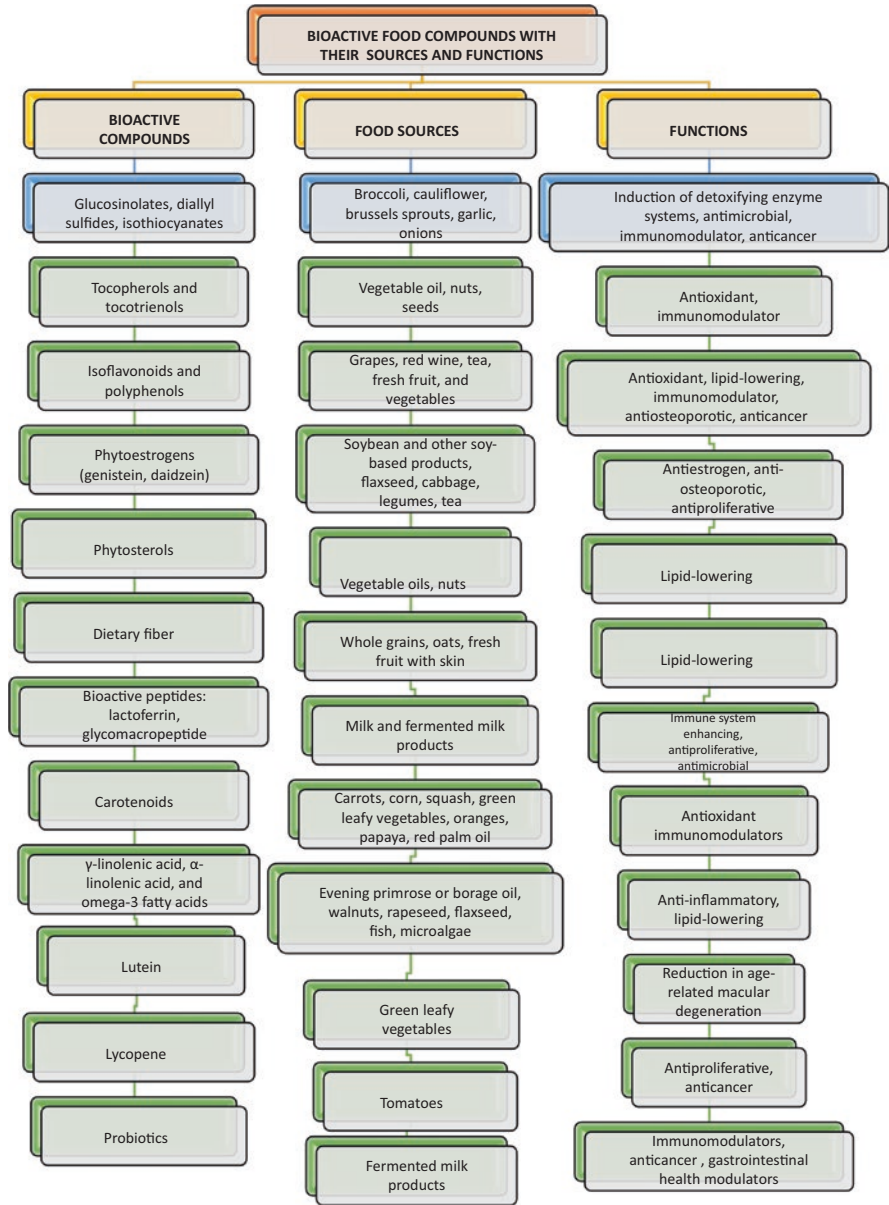 BIOACTIVE FOOD COMPOUNDS WITH
THEIR SOURCES AND FUNCTIONS
BIOACTIVE
COMPOUNDS
Glucosinolates, diallyl
sulfides, isothiocyanates
Tocopherols and
tocotrienols
Isoflavonoids and
polyphenols
Phytoestrogens
(genistein, daidzein)
Phytosterols
Dietary fiber
Bioactive peptides:
lactoferrin,
glycomacropeptide
Carotenoids
γ-linolenic acid, α-
linolenic acid, and
omega-3 fatty acids
Lutein
Lycopene
Probiotics
FOOD SOURCES
Broccoli, cauliflower,
brussels sprouts, garlic,
onions
Vegetable oil, nuts,
seeds
Grapes, red wine, tea,
fresh fruit, and
vegetables
Soybean and other soy-
based products,
flaxseed, cabbage,
legumes, tea
Vegetable oils, nuts
Whole grains, oats, fresh
fruit with skin
Milk and fermented milk
products
Carrots, corn, squash, green
leafy vegetables, oranges,
papaya, red palm oil
Evening primrose or borage oil,
walnuts, rapeseed, flaxseed,
fish, microalgae
Green leafy
vegetables
Tomatoes
Fermented milk
products
FUNCTIONS
Induction of detoxifying enzyme
systems, antimicrobial,
immunomodulator, anticancer
Antioxidant,
immunomodulator
Antioxidant, lipid-lowering,
immunomodulator,
antiosteoporotic, anticancer
Antiestrogen, anti-
osteoporotic,
antiproliferative
Lipid-lowering
Lipid-lowering
Immune system
enhancing,
antiproliferative,
antimicrobial
Antioxidant
immunomodulators
Anti-inflammatory,
lipid-lowering
Reduction in age-
related macular
degeneration
Antiproliferative,
anticancer
Immunomodulators,
anticancer , gastrointestinal
health modulators